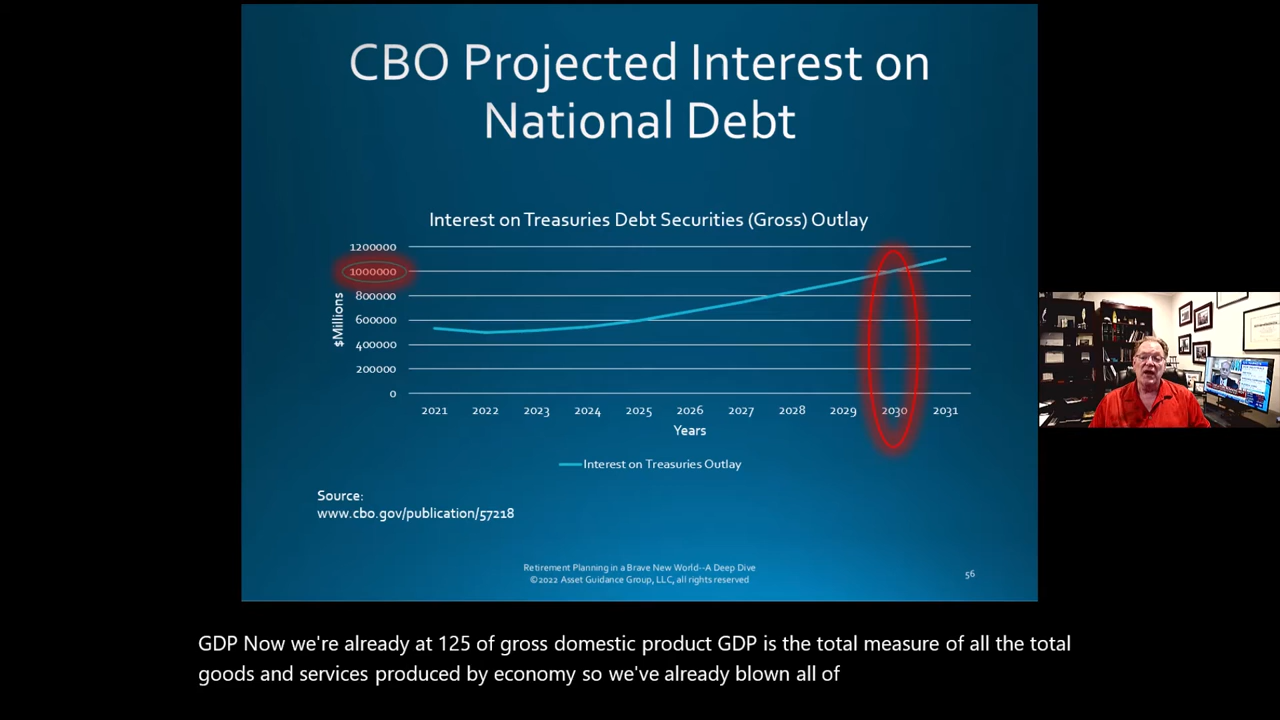 CBO Projected Interest on
National Debt
Interest on Treasuries Debt Securities (Gross) Outlay
1200000
1000000
800000
600000
400000
200000
0
$Millions
2021 2022 2023 2024 2025 2026 2027 2028 2029 2030 2031
Years
Interest on Treasuries Outlay
Source:
www.cbo.gov/publication/57218
Retirement Planning in a Brave New World--A Deep Dive
©2022 Asset Guidance Group, LLC, all rights reserved
56
GDP Now we're already at 125 of gross domestic product GDP is the total measure of all the total
goods and services produced by economy so we've already blown all of